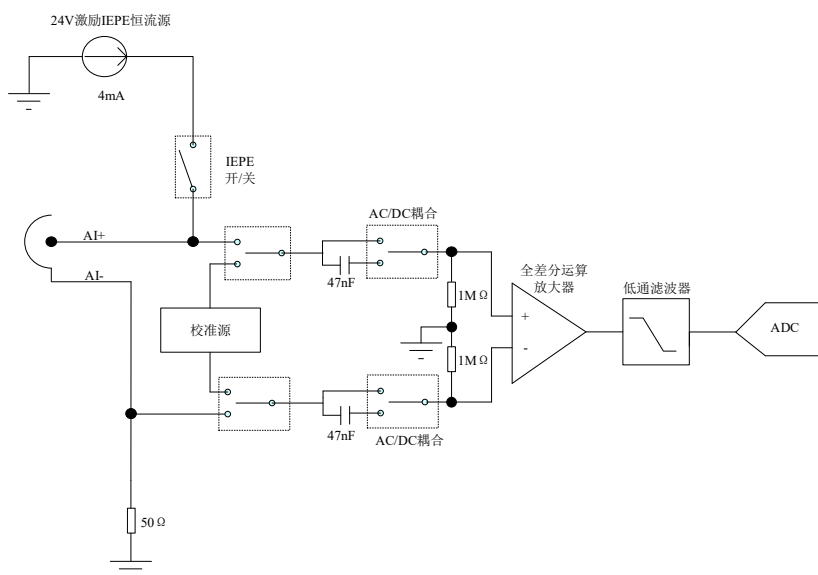 24V激励IEPE恒流源
4mA
IEPE
开/关
AI+
AI-
AC/DC耦合
47nF
校准源
1MΩ
1MΩ
全差分运算
放大器
+
-
低通滤波器
ADC
47nF
AC/DC耦合
50Ω